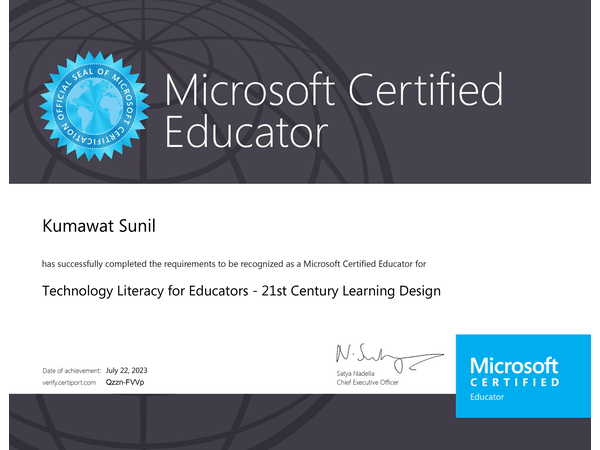 OFFICIAL SEAL OF MICROSOFT CERTIFICATION
Microsoft Certified
Educator
Kumawat Sunil
has successfully completed the requirements to be recognized as a Microsoft Certified Educator for
Technology Literacy for Educators - 21st Century Learning Design
Date of achievement: July 22, 2023
verify.certiport.com Qzzn-FVVp
Satya Nadella
Chief Executive Officer
Microsoft
CERTIFIED
Educator